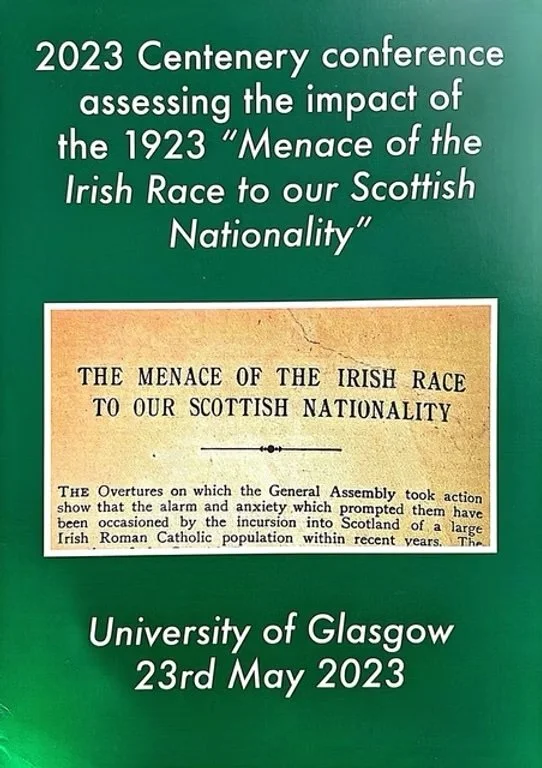 2023 Centenery conference
assessing the impact of
the 1923 “Menace of the
Irish Race to our Scottish
Nationality”
THE MENACE OF THE IRISH RACE
TO OUR SCOTTISH NATIONALITY
THE Overtures on which the General Assembly took action
show that the alarm and anxiety which prompted them have
been occasioned by the incursion into Scotland of a large
Irish Roman Catholic population within recent years. The
University of Glasgow
23rd May 2023